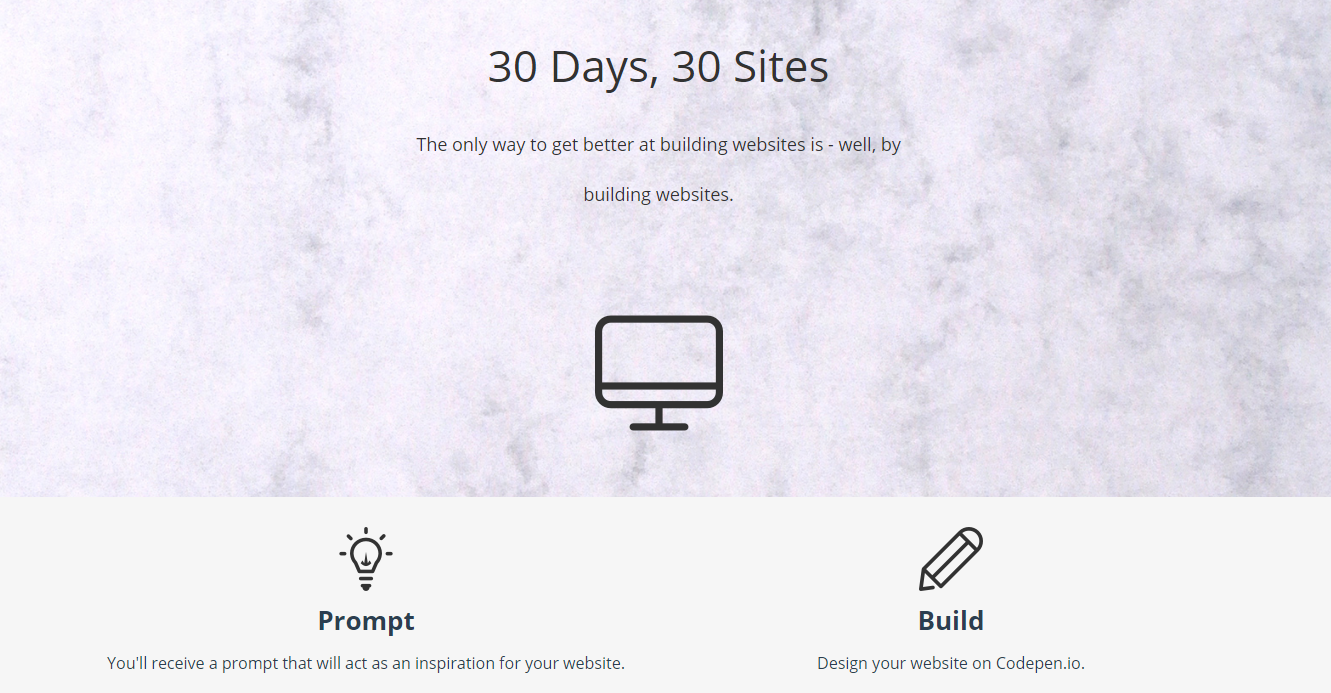 30 Days, 30 Sites
The only way to get better at building websites is - well, by
building websites.
Prompt
You'll receive a prompt that will act as an inspiration for your website.
Build
Design your website on Codepen.io.